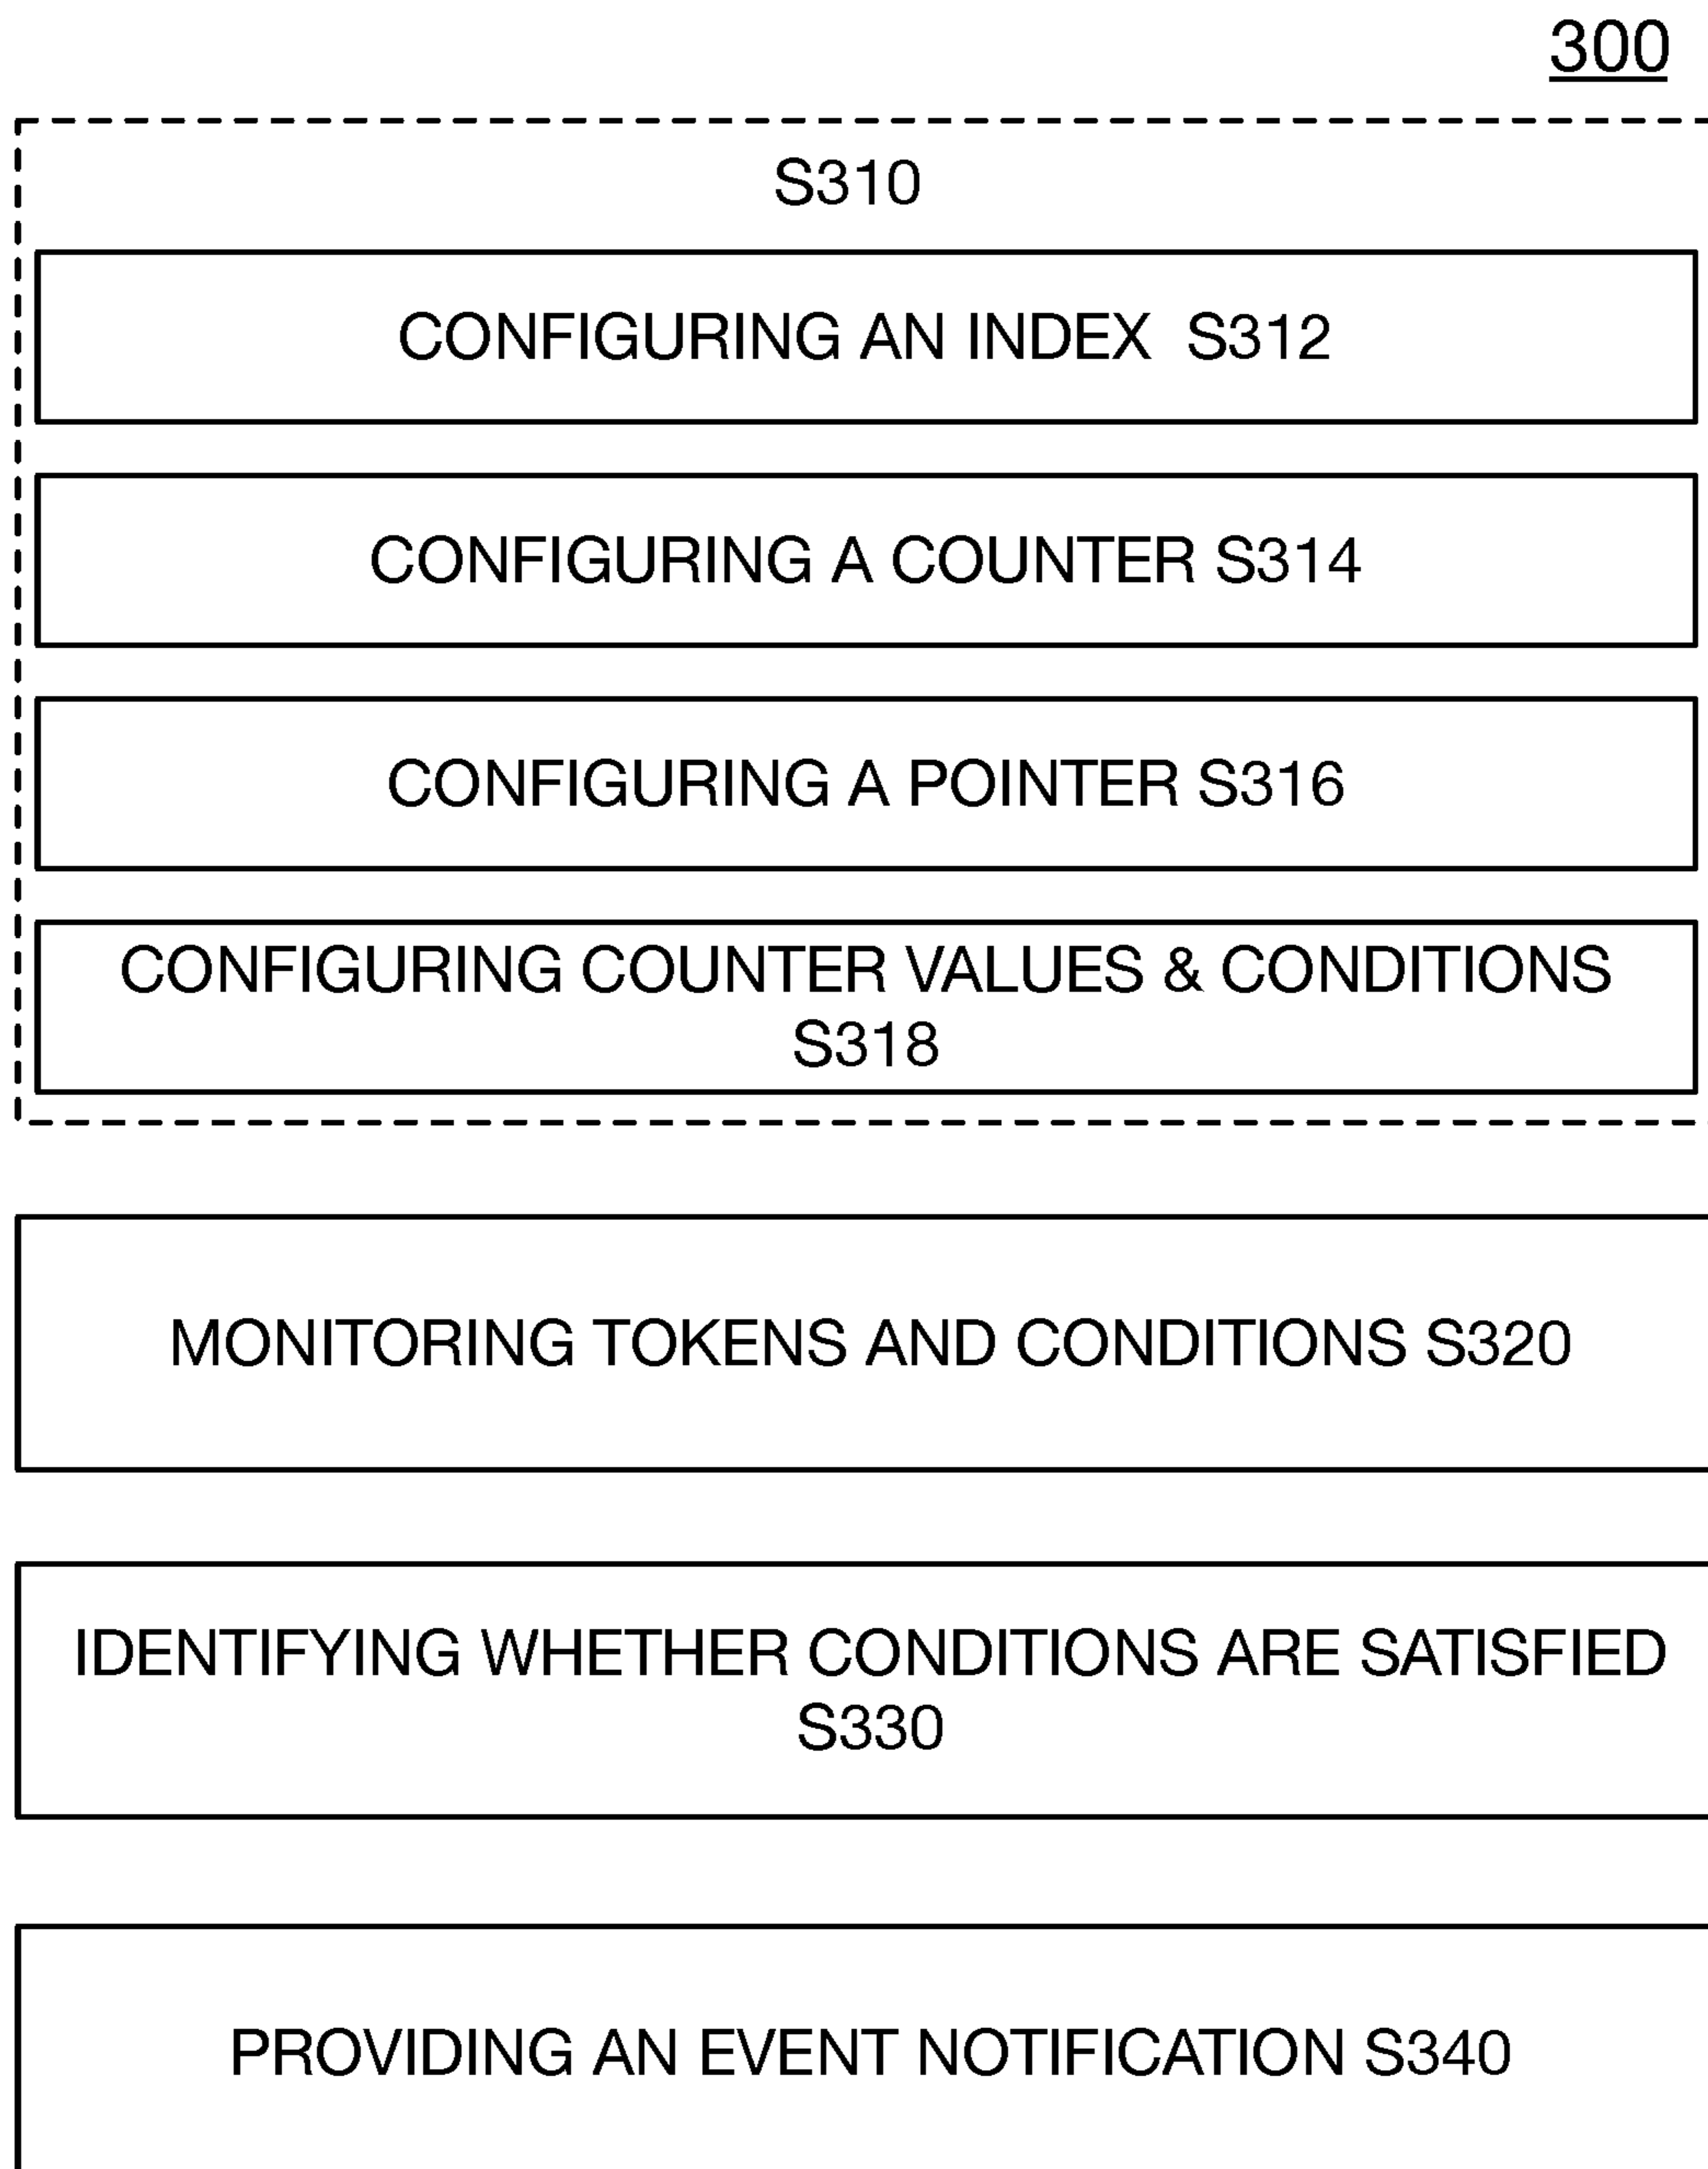 300
S310
CONFIGURING AN INDEX S312
CONFIGURING A COUNTER S314
CONFIGURING A POINTER S316
CONFIGURING COUNTER VALUES & CONDITIONS
S318
MONITORING TOKENS AND CONDITIONS S320
IDENTIFYING WHETHER CONDITIONS ARE SATISFIED
S330
PROVIDING AN EVENT NOTIFICATION S340